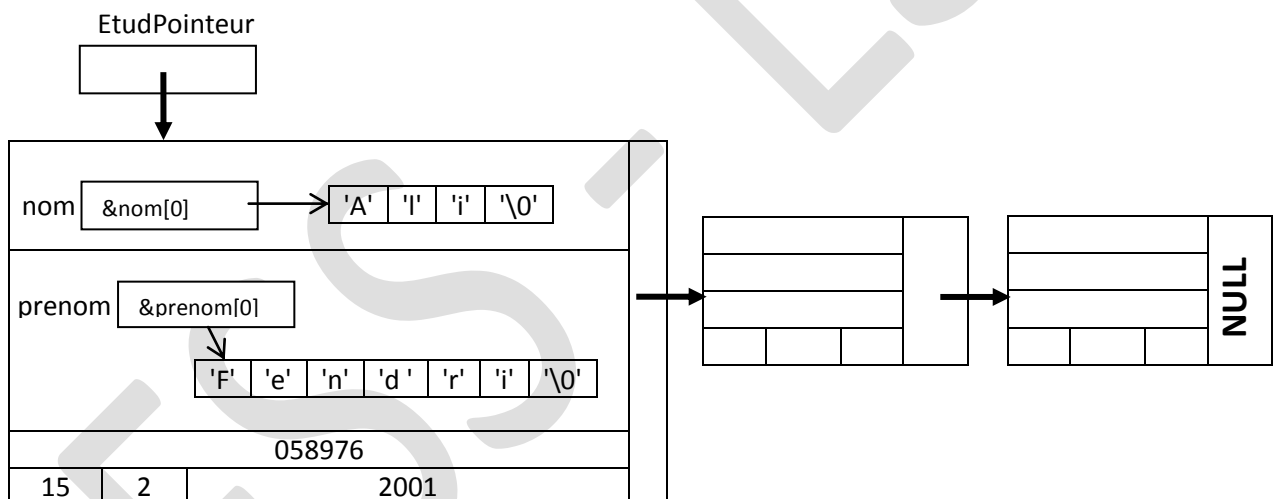 EtudPointeur
nom &nom[0] 'A' 'l' 'i' '\0'
prenom &prenom[0]
'F' 'e' 'n' 'd ' 'r' 'i' '\0'
058976
15 2 2001
NULL